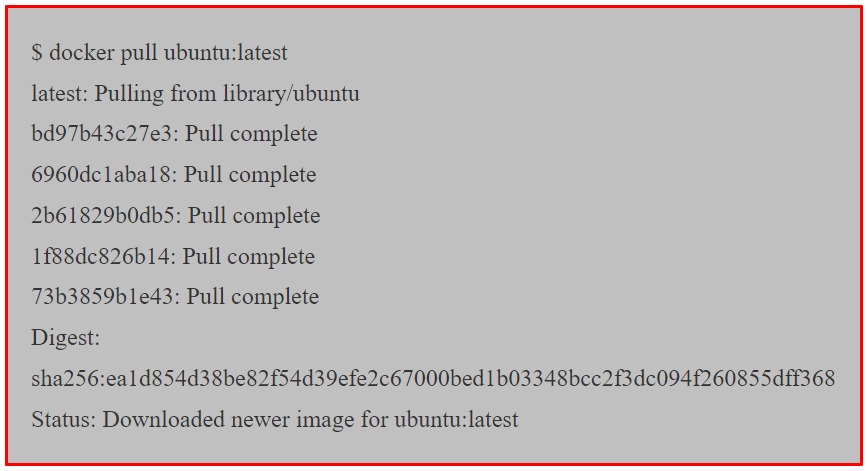 $ docker pull ubuntu:latest
latest: Pulling from library/ubuntu
bd97b43c27e3: Pull complete
6960dc1aba18: Pull complete
2b61829b0db5: Pull complete
1f88dc826b14: Pull complete
73b3859b1e43: Pull complete
Digest:
sha256:ea1d854d38be82f54d39efe2c67000bed1b03348bcc2f3dc094f260855dff368
Status: Downloaded newer image for ubuntu:latest